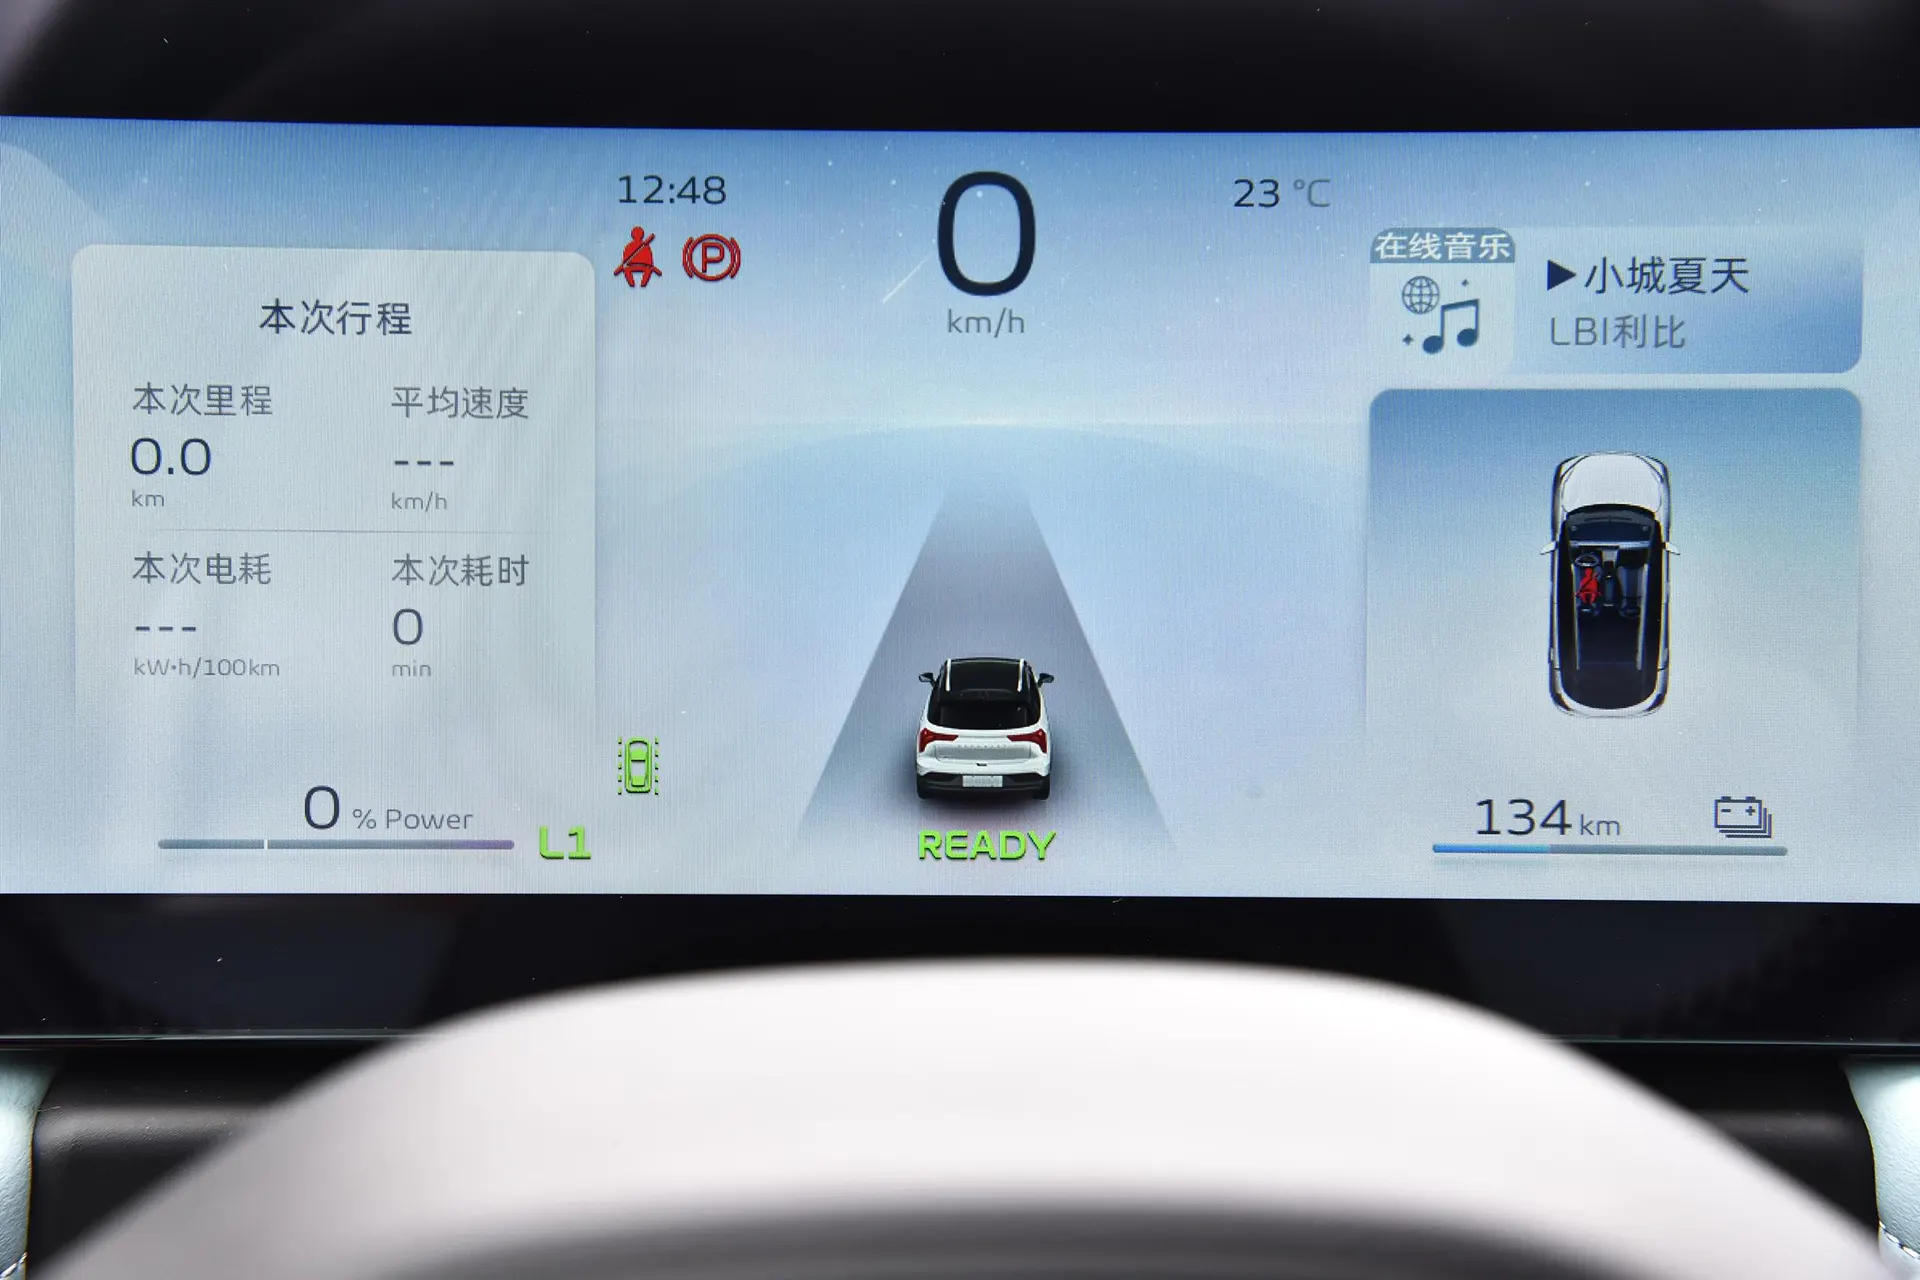 12:48
0
km/h
23 °C
P
本次行程
本次里程
0.0
km
平均速度
---
km/h
本次电耗
---
kW·h/100km
本次耗时
0
min
0 % Power
L1
READY
在线音乐
小城夏天
LBI利比
134 km